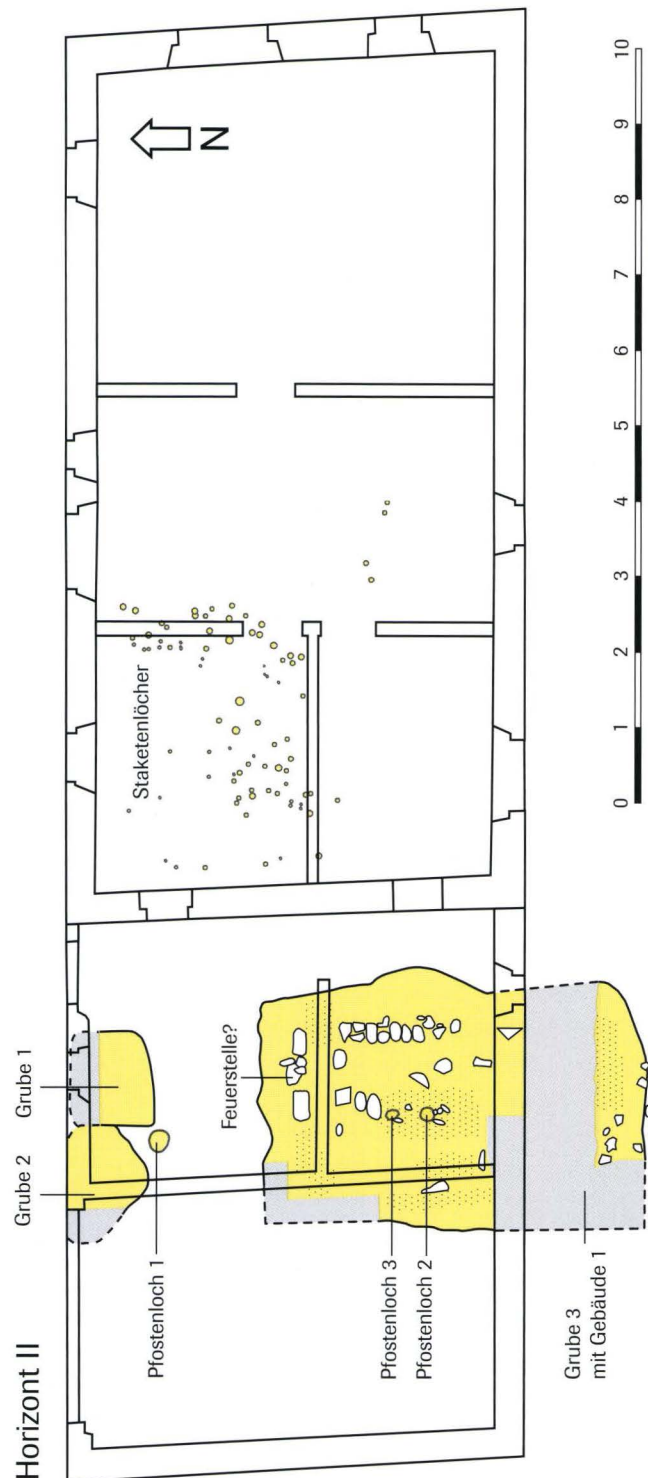 Horizont II
Grube 2
Grube 1
Pfostenloch 1
Feuerstelle?
Staketenlöcher
N
Pfostenloch 3
Pfostenloch 2
Grube 3
mit Gebäude 1
0 1 2 3 4 5 6 7 8 9 10